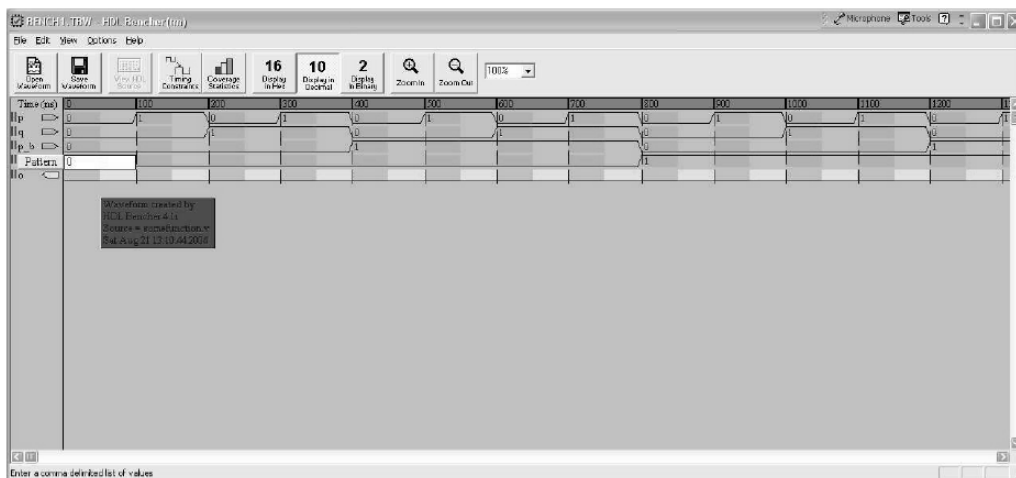 BENCH1.TBW - HDL Bencher (tm)
Microphone Tools
File Edit View Options Help
Open Waveform
Save Waveform
View HDL Source
Timing Constraints
Coverage Statistics
16 Display In Hex
10 Display in Decimal
2 Display In Binary
Zoom In
Zoom Out
100%
Time (ns) 0 100 200 300 400 500 600 700 800 900 1000 1100 1200
p 0 1 0 1 0 1 0 1 0 1 0 1 0 1
q 0 1 0 1 0 1 0
p_b 0 1 0 1
Pattern 0 1
o
Waveform created by
HDL Bencher 4.1i
Source = somefunction.v
Sat Aug 21
Enter a comma delimited list of values